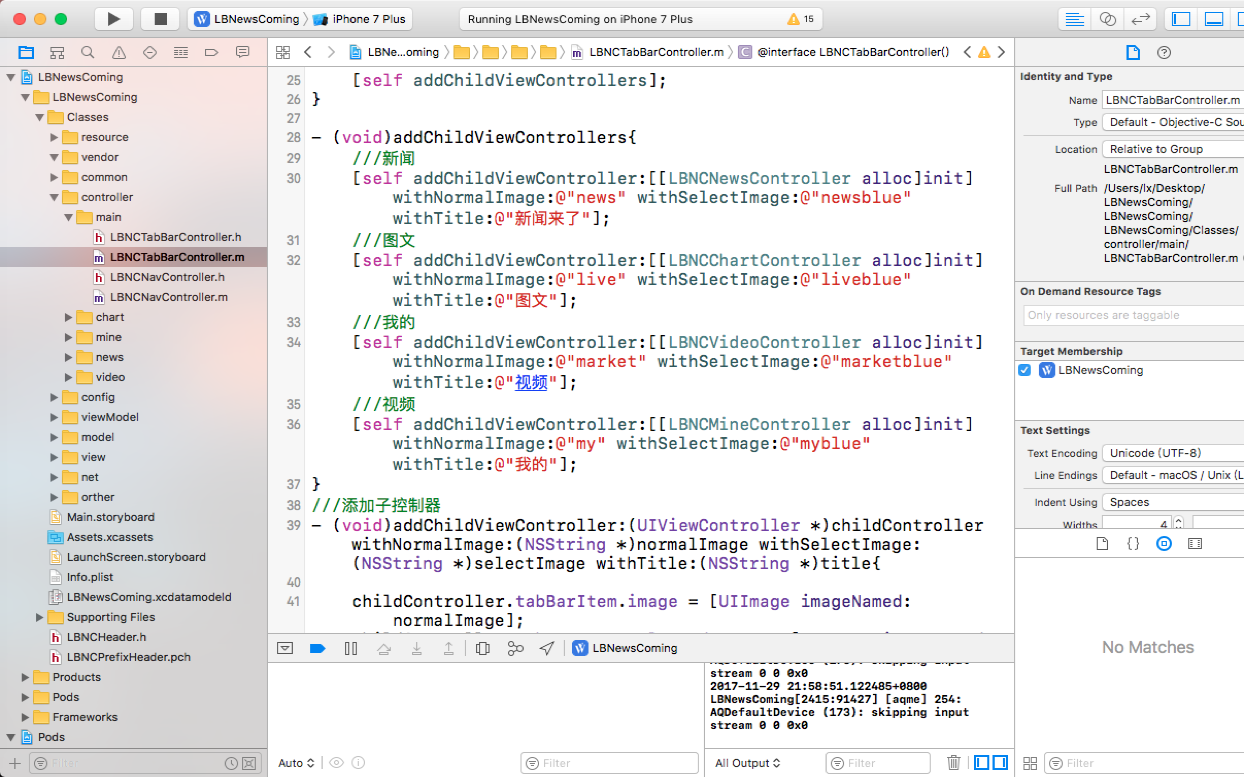 LBNewsComing
iPhone 7 Plus
Running LBNewsComing on iPhone 7 Plus
15
LBNe...oming
LBNCTabBarController.m
C
@interface LBNCTabBarController()
LBNewsComing
LBNewsComing
Classes
resource
vendor
common
controller
main
h LBNCTabBarController.h
m LBNCTabBarController.m
h LBNCNavController.h
m LBNCNavController.m
chart
mine
news
video
config
viewModel
model
view
net
orther
Main.storyboard
Assets.xcassets
LaunchScreen.storyboard
Info.plist
LBNewsComing.xcdatamodeld
Supporting Files
h LBNCHeader.h
h LBNCPrefixHeader.pch
Products
Pods
Frameworks
Pods
Filter
25 [self addChildViewControllers];
26 }
27
28 - (void)addChildViewControllers{
29 ///新闻
30 [self addChildViewController:[[LBNCNewsController alloc]init]
withNormalImage:@"news" withSelectImage:@"newsblue"
withTitle:@"新闻来了"];
31 ///图文
32 [self addChildViewController:[[LBNCChartController alloc]init]
withNormalImage:@"live" withSelectImage:@"liveblue"
withTitle:@"图文"];
33 ///我的
34 [self addChildViewController:[[LBNCVideoController alloc]init]
withNormalImage:@"market" withSelectImage:@"marketblue"
withTitle:@"视频"];
35 ///视频
36 [self addChildViewController:[[LBNCMineController alloc]init]
withNormalImage:@"my" withSelectImage:@"myblue"
withTitle:@"我的"];
37 }
38 ///添加子控制器
39 - (void)addChildViewController:(UIViewController *)childController
withNormalImage:(NSString *)normalImage withSelectImage:
(NSString *)selectImage withTitle:(NSString *)title{
40
41 childController.tabBarItem.image = [UIImage imageNamed:
normalImage];
LBNewsComing
stream 0 0 0x0
2017-11-29 21:58:51.122485+0800
LBNewsComing[2415:91427] [aqme] 254:
AQDefaultDevice (173): skipping input
stream 0 0 0x0
Auto
Filter
All Output
Filter
Identity and Type
Name LBNCTabBarController.m
Type Default - Objective-C Sou
Location Relative to Group
LBNCTabBarController.m
Full Path /Users/lx/Desktop/
LBNewsComing/
LBNewsComing/
LBNewsComing/Classes/
controller/main/
LBNCTabBarController.m
On Demand Resource Tags
Only resources are taggable
Target Membership
LBNewsComing
Text Settings
Text Encoding Unicode (UTF-8)
Line Endings Default - macOS / Unix (L
Indent Using Spaces
Widths 4
{}
No Matches
Filter